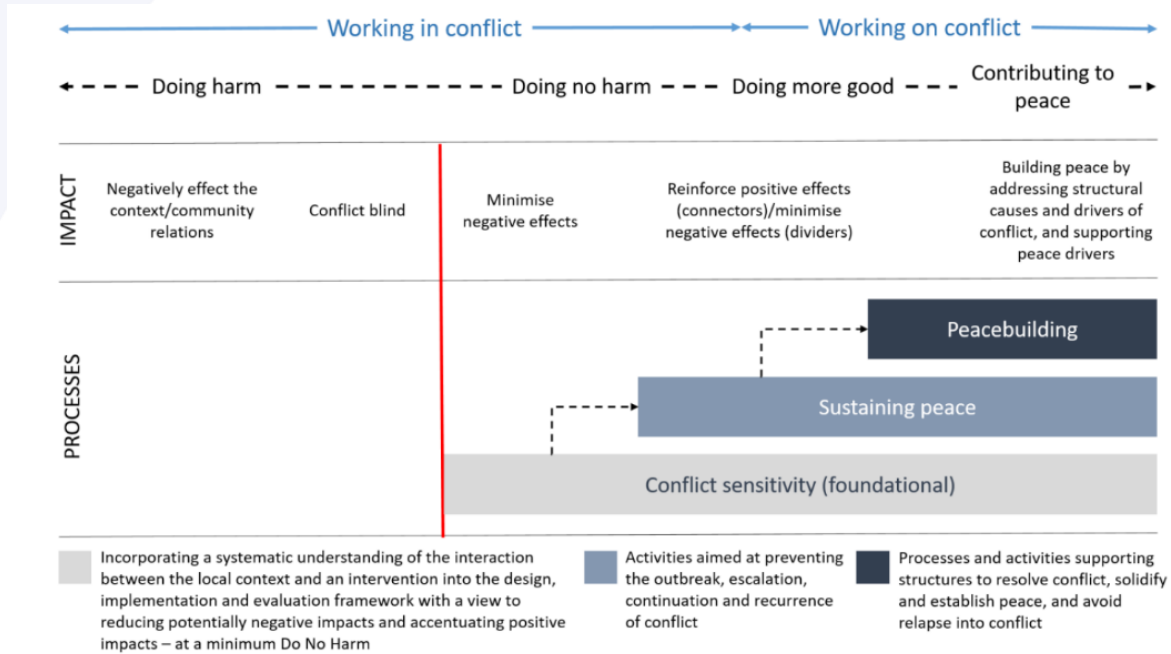 Working in conflict
Working on conflict
Doing harm
Doing no harm
Doing more good
Contributing to
peace
IMPACT
Negatively effect the
context/community
relations
Conflict blind
Minimise
negative effects
Reinforce positive effects
(connectors)/minimise
negative effects (dividers)
Building peace by
addressing structural
causes and drivers of
conflict, and supporting
peace drivers
PROCESSES
Peacebuilding
Sustaining peace
Conflict sensitivity (foundational)
Incorporating a systematic understanding of the interaction
between the local context and an intervention into the design,
implementation and evaluation framework with a view to
reducing potentially negative impacts and accentuating positive
impacts – at a minimum Do No Harm
Activities aimed at preventing
the outbreak, escalation,
continuation and recurrence
of conflict
Processes and activities supporting
structures to resolve conflict, solidify
and establish peace, and avoid
relapse into conflict